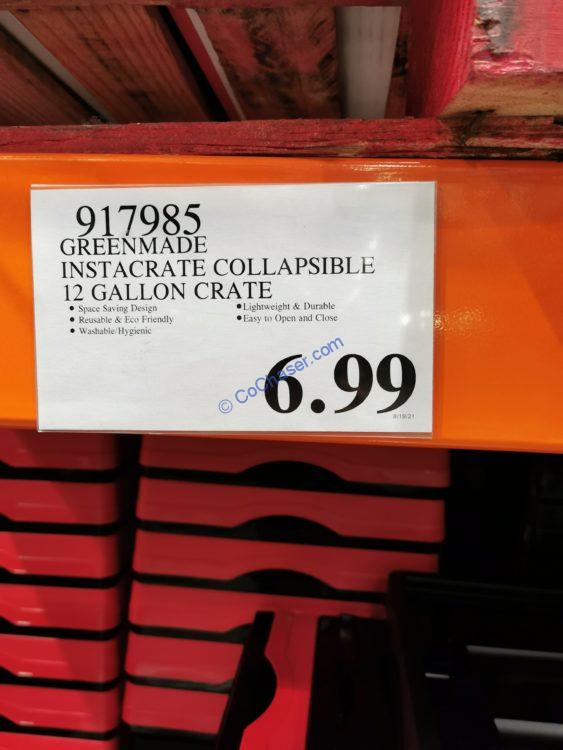 917985
GREENMADE
INSTACRATE COLLAPSIBLE
12 GALLON CRATE
• Space Saving Design
• Reusable & Eco Friendly
• Washable/Hygienic
• Lightweight & Durable
• Easy to Open and Close
6.99
© CoCh4ser.com
8/19/21